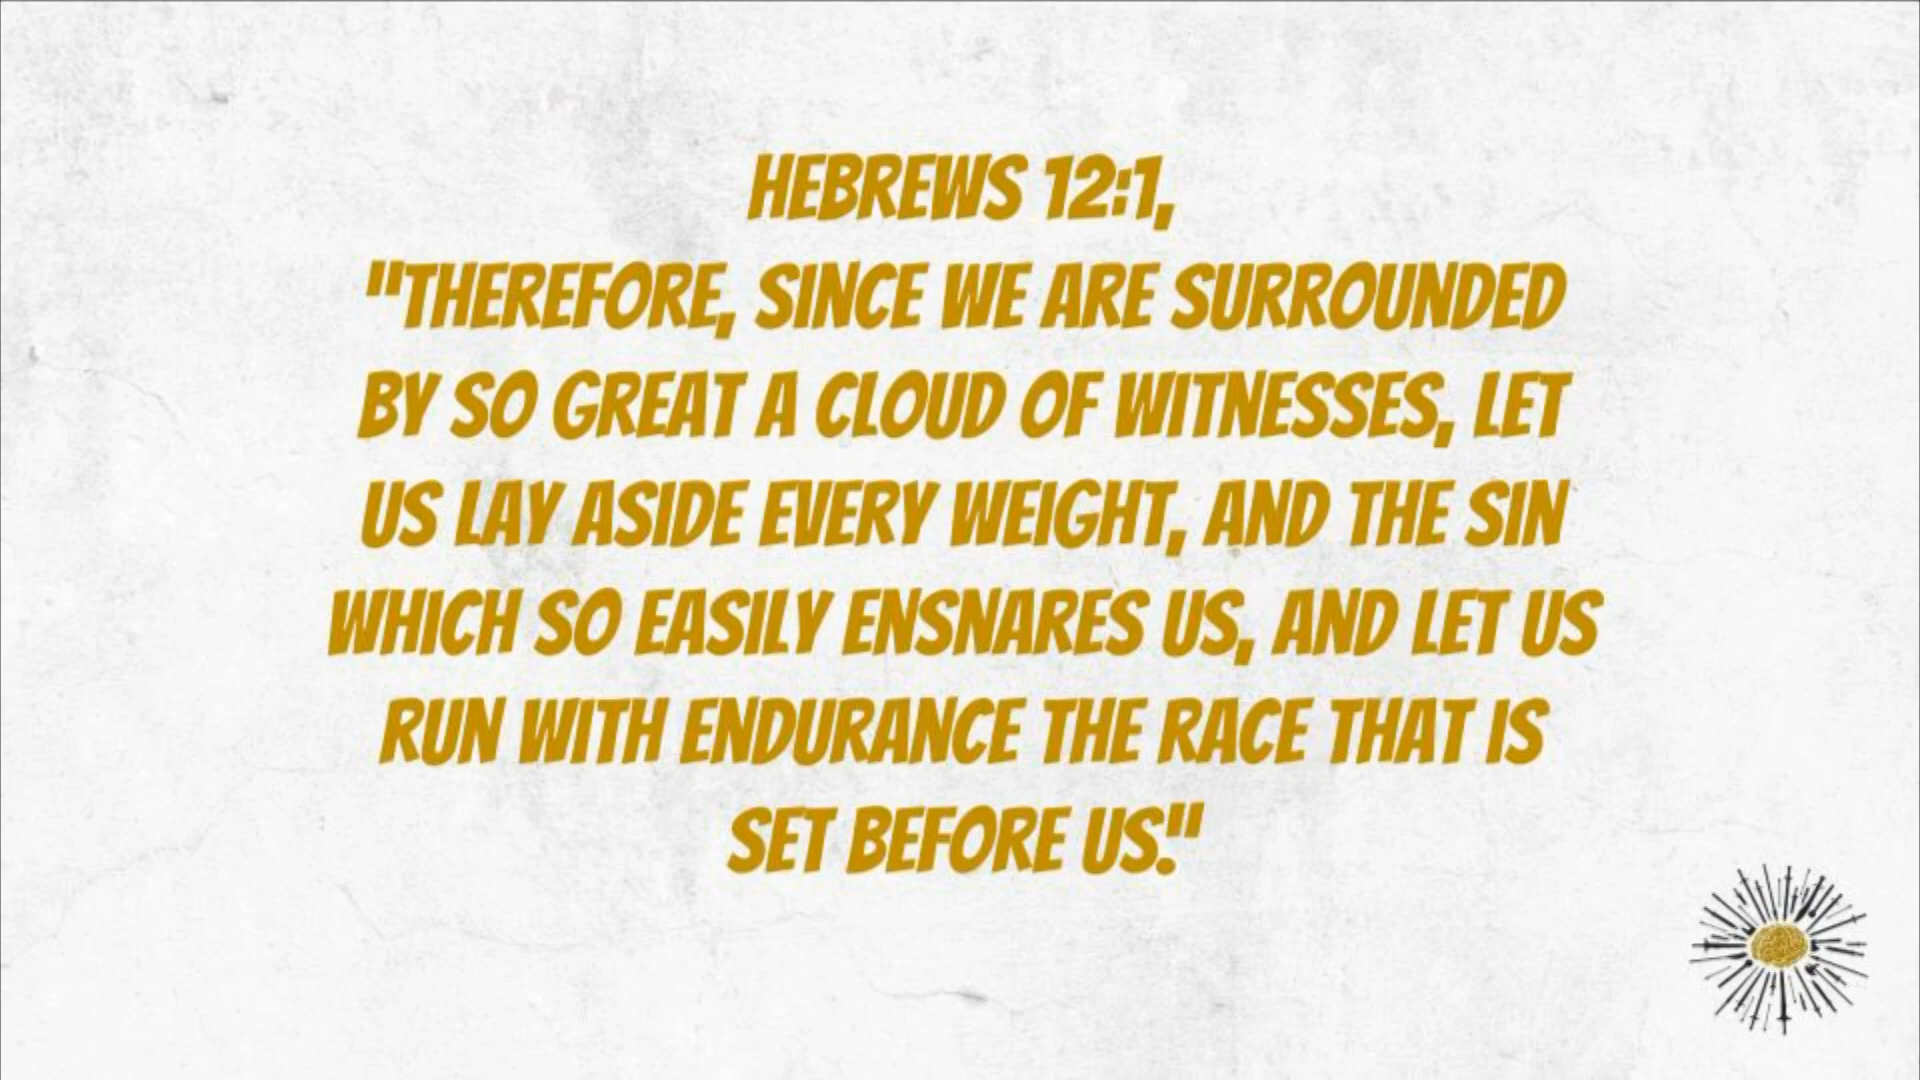 HEBREWS 12:1,
"THEREFORE, SINCE WE ARE SURROUNDED
BY SO GREAT A CLOUD OF WITNESSES, LET
US LAY ASIDE EVERY WEIGHT, AND THE SIN
WHICH SO EASILY ENSNARES US, AND LET US
RUN WITH ENDURANCE THE RACE THAT IS
SET BEFORE US."